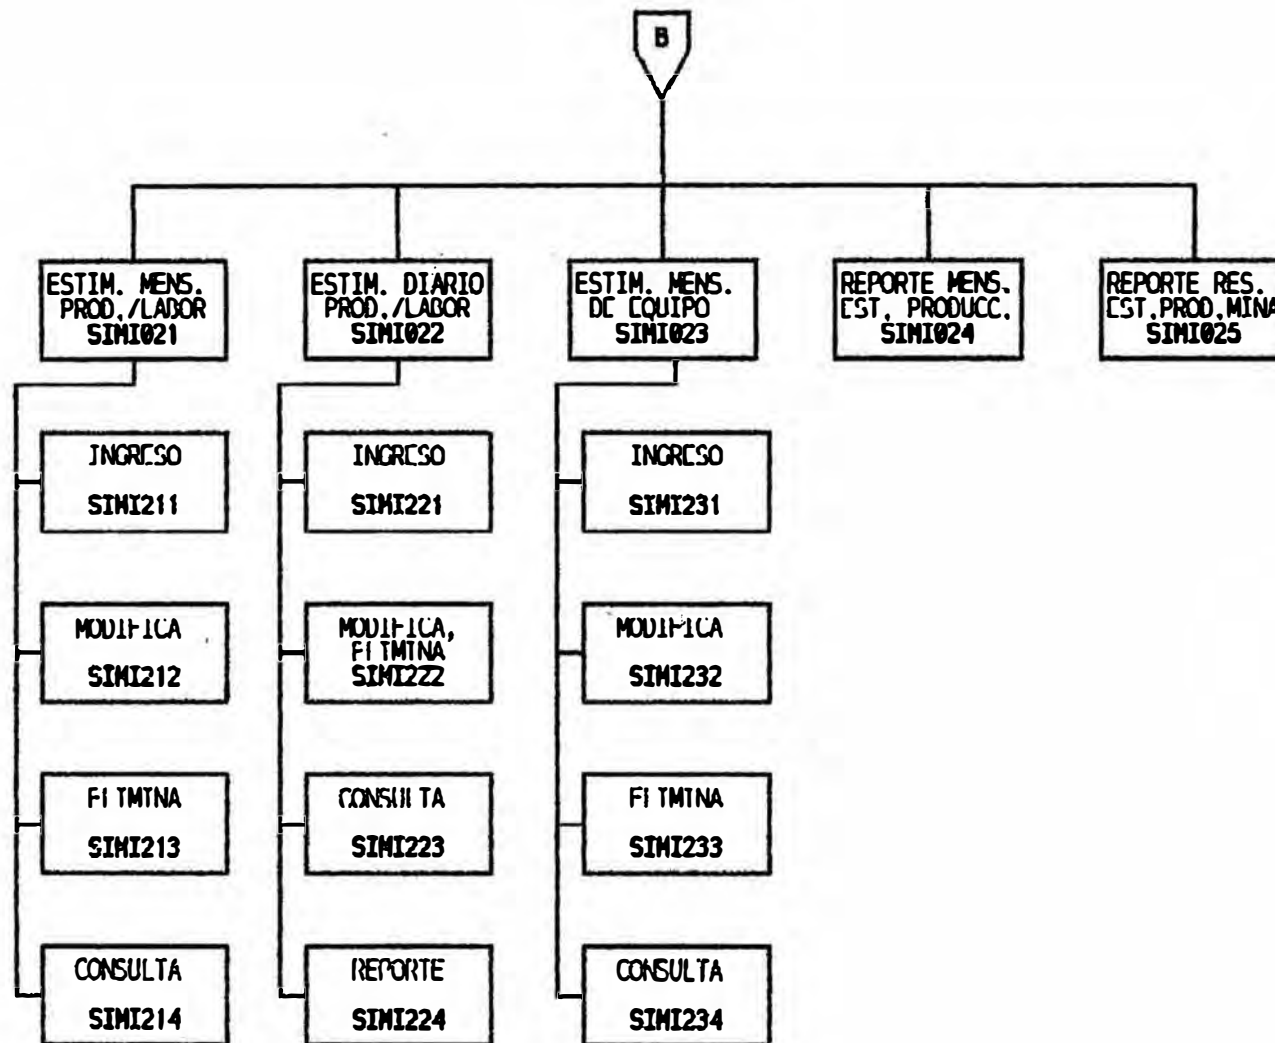 B
ESTIM. MENS.
PROD./LABOR
SIMI021
ESTIM. DIARIO
PROD./LABOR
SIMI022
ESTIM. MENS.
DE EQUIPO
SIMI023
REPORTE MENS.
EST. PRODUCC.
SIMI024
REPORTE RES.
EST.PROD.MINA
SIMI025
INGRESO
SIMI211
INGRESO
SIMI221
INGRESO
SIMI231
MODIFICA
SIMI212
MODIFICA,
ELIMINA
SIMI222
MODIFICA
SIMI232
ELIMINA
SIMI213
CONSULTA
SIMI223
ELIMINA
SIMI233
CONSULTA
SIMI214
REPORTE
SIMI224
CONSULTA
SIMI234